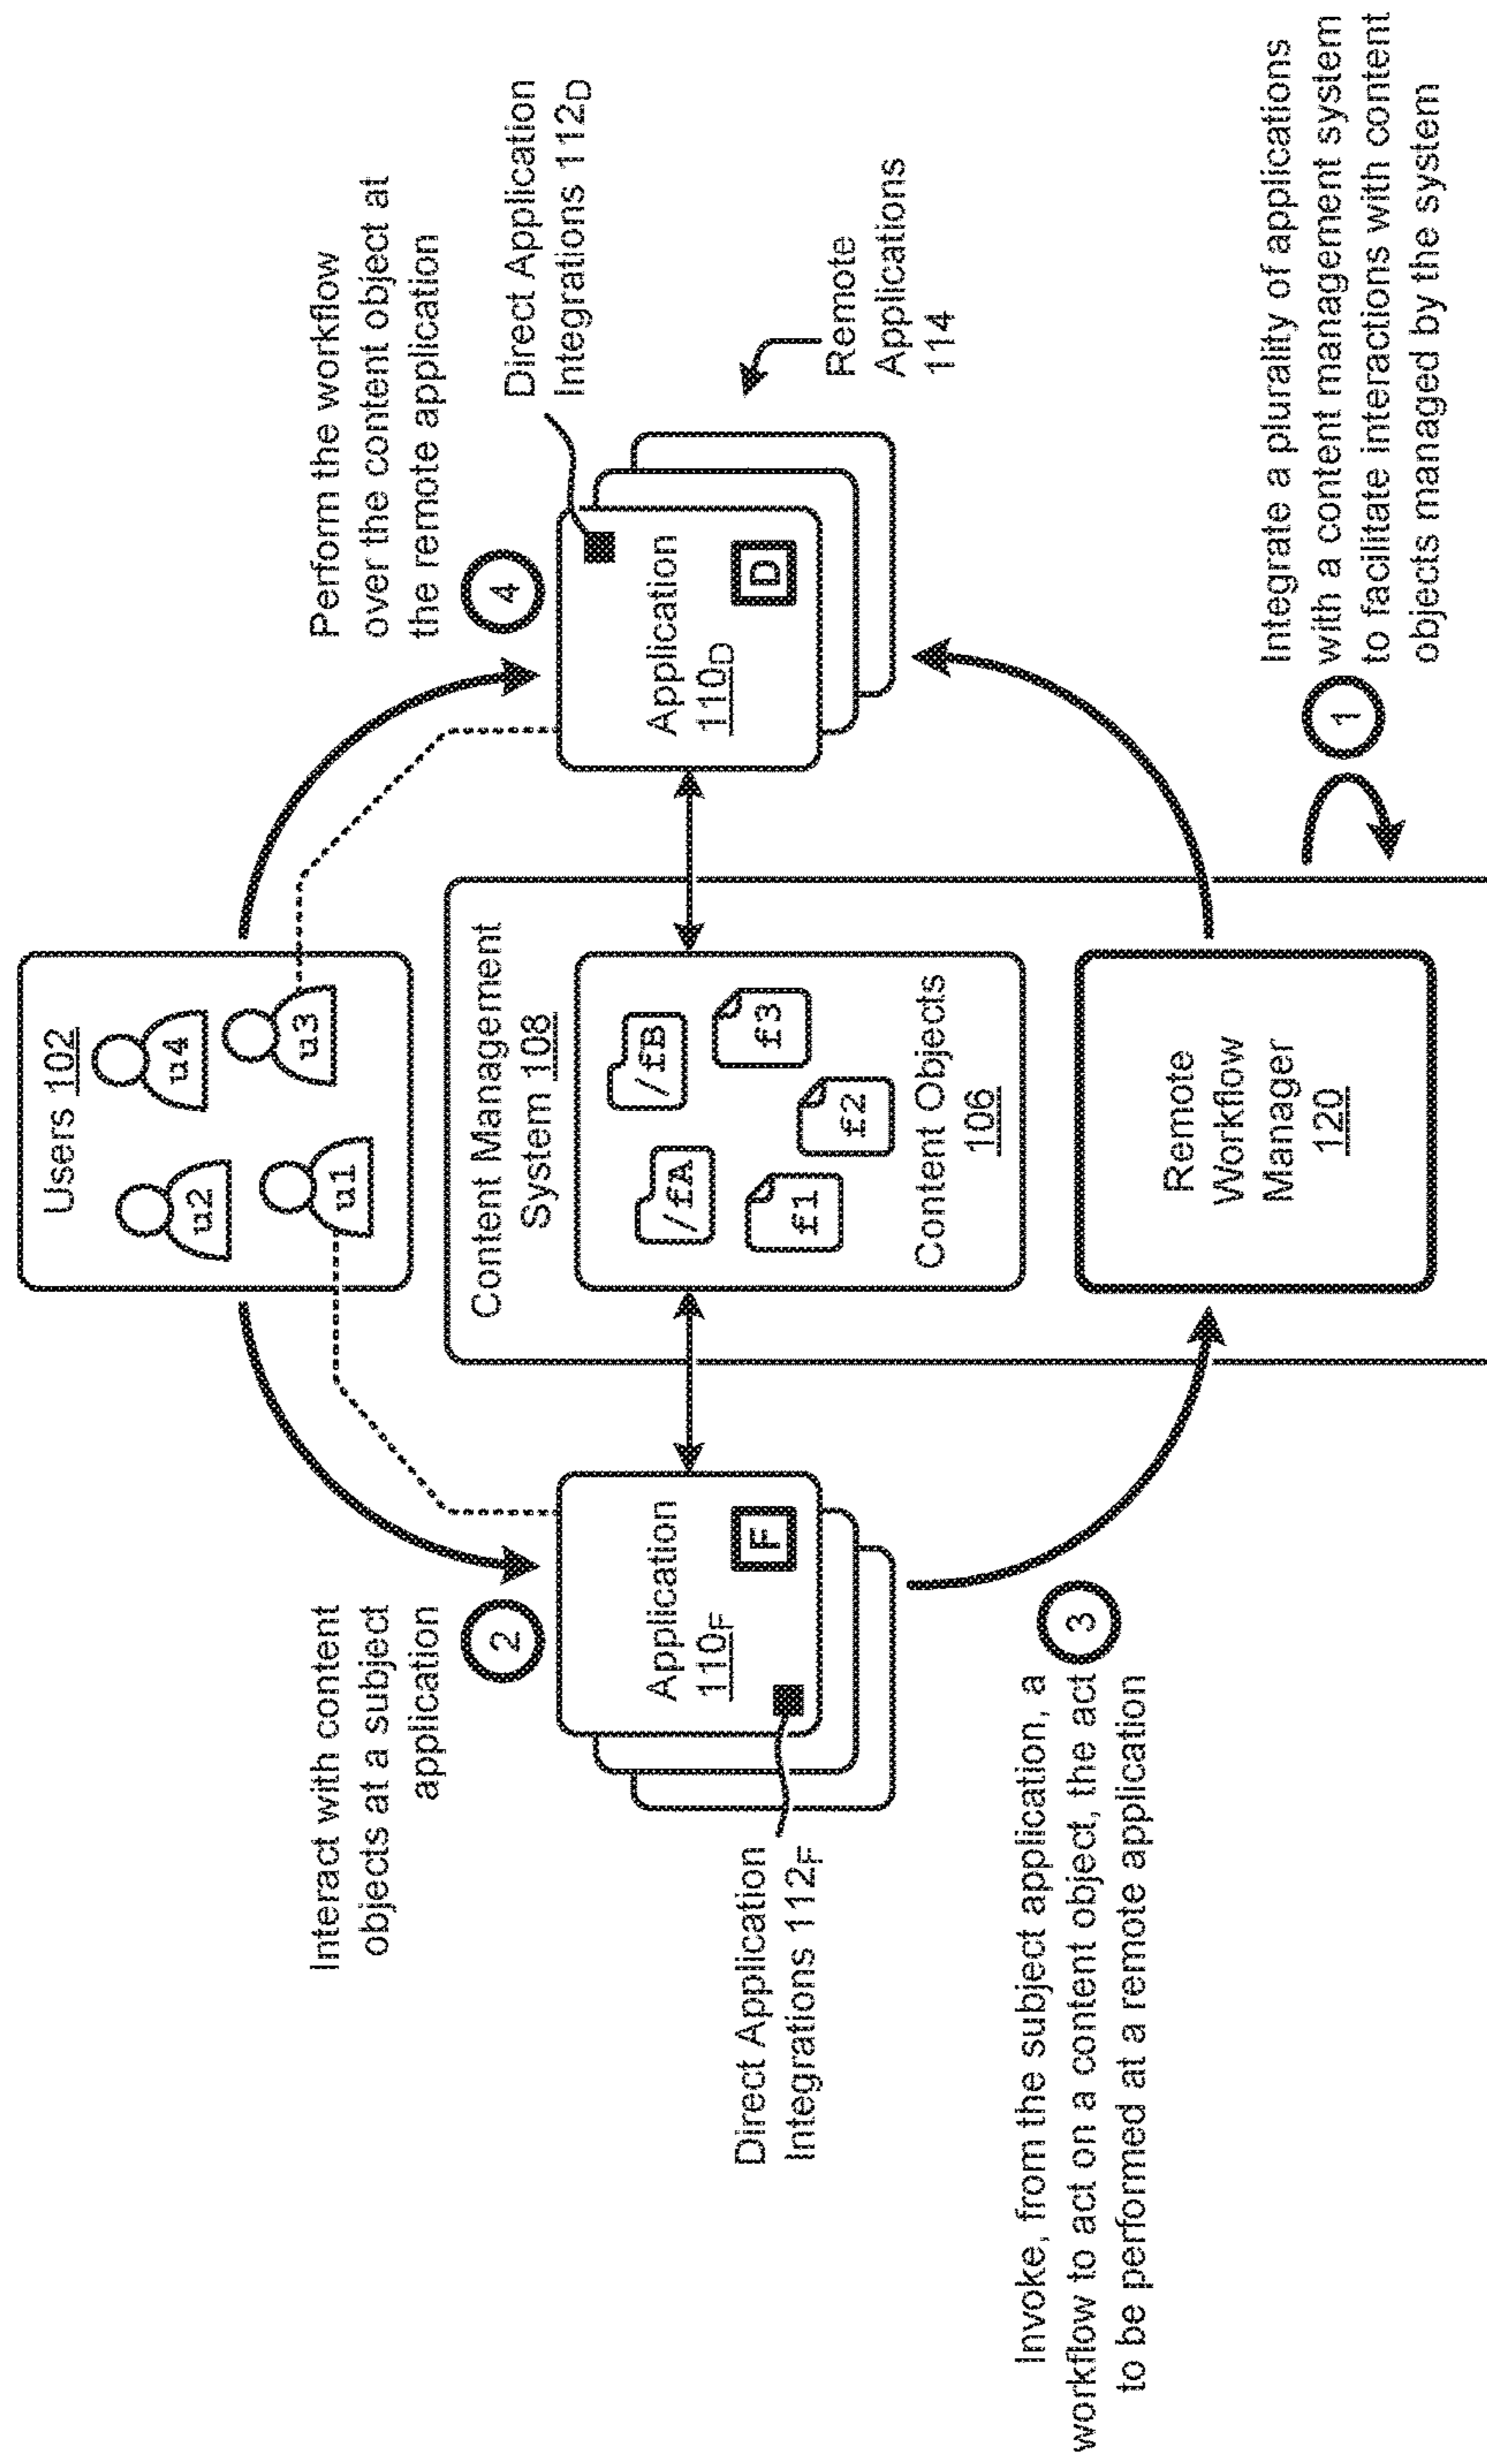 Users 102
u2
u4
u1
u3
Interact with content
objects at a subject
application
2
Perform the workflow
over the content object at
the remote application
4
Content Management
System 108
Direct Application
Integrations 112D
Application
110F
F
Application
110D
D
/fA
/fB
f1
f2
f3
Content Objects
106
Direct Application
Integrations 112F
Remote
Applications
114
Invoke, from the subject application, a
workflow to act on a content object, the act
to be performed at a remote application
3
Remote
Workflow
Manager
120
1
Integrate a plurality of applications
with a content management system
to facilitate interactions with content
objects managed by the system